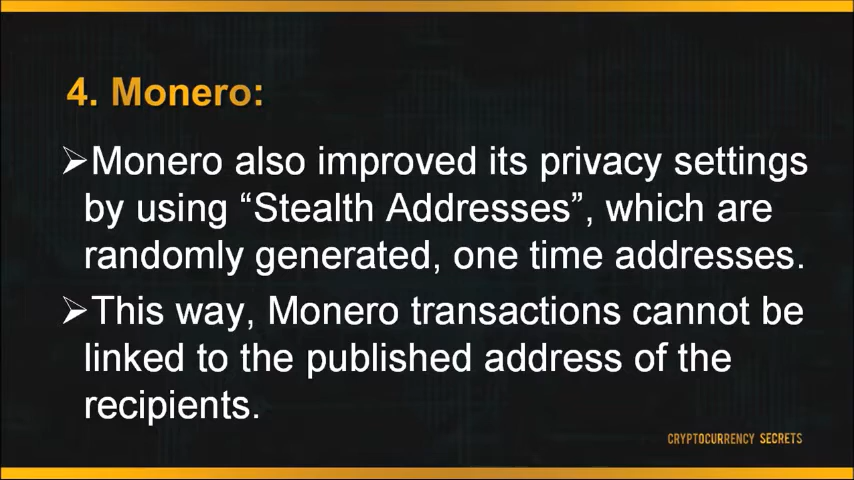 4. Monero:
➢Monero also improved its privacy settings
by using “Stealth Addresses”, which are
randomly generated, one time addresses.
➢This way, Monero transactions cannot be
linked to the published address of the
recipients.
CRYPTOCURRENCY SECRETS